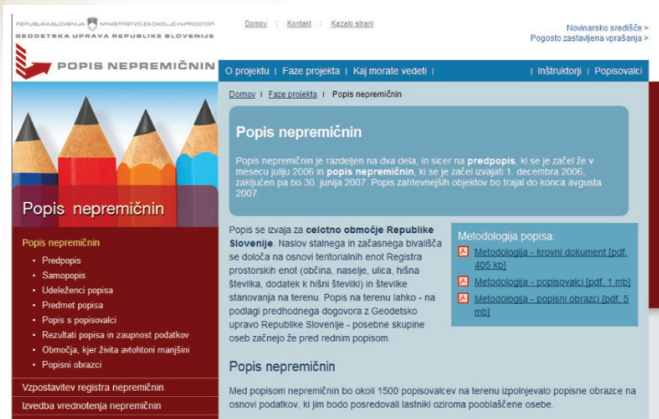 REPUBLIKA SLOVENIJA MINISTRSTVO ZA OKOLJE IN PROSTOR
GEODETSKA UPRAVA REPUBLIKE SLOVENIJE
Domov : Kontakt : Kazalo strani
Novinarsko središče >
Pogosto zastavljena vprašanja >
POPIS NEPREMIČNIN
O projektu | Faze projekta | Kaj morate vedeti |
| Inštruktorji | Popisovalci
Domov | Faze projekta | Popis nepremičnin
Popis nepremičnin
Popis nepremičnin je razdeljen na dva dela, in sicer na predpopis, ki se je začel že v
mesecu juliju 2006 in popis nepremičnin, ki se je začel izvajati 1. decembra 2006,
zaključen pa bo 30. junija 2007. Popis zahtevnejših objektov bo trajal do konca avgusta
2007.
Popis nepremičnin
Popis nepremičnin
• Predpopis
• Samopopis
• Udeleženci popisa
• Predmet popisa
• Popis s popisovalci
• Rezultati popisa in zaupnost podatkov
• Območja, kjer živita avtohtoni manjšini
• Popisni obrazci
Vzpostavitev registra nepremičnin
Izvedba vrednotenja nepremičnin
Popis se izvaja za celotno območje Republike
Slovenije. Naslov stalnega in začasnega bivališča
se določa na osnovi teritorialnih enot Registra
prostorskih enot (občina, naselje, ulica, hišna
številka, dodatek k hišni številki) in številke
stanovanja na terenu. Popis na terenu lahko - na
podlagi predhodnega dogovora z Geodetsko
upravo Republike Slovenije - posebne skupine
oseb začnejo že pred rednim popisom.
Metodologija popisa:
Metodologija - krovni dokument [pdf,
405 kb]
Metodologija - popisovalci [pdf, 1 mb]
Metodologija - popisni obrazci [pdf, 5
mb]
Popis nepremičnin
Med popisom nepremičnin bo okoli 1500 popisovalcev na terenu izpolnjevalo popisne obrazce na
osnovi podatkov, ki jim bodo posredovali lastniki oziroma pooblaščene osebe.